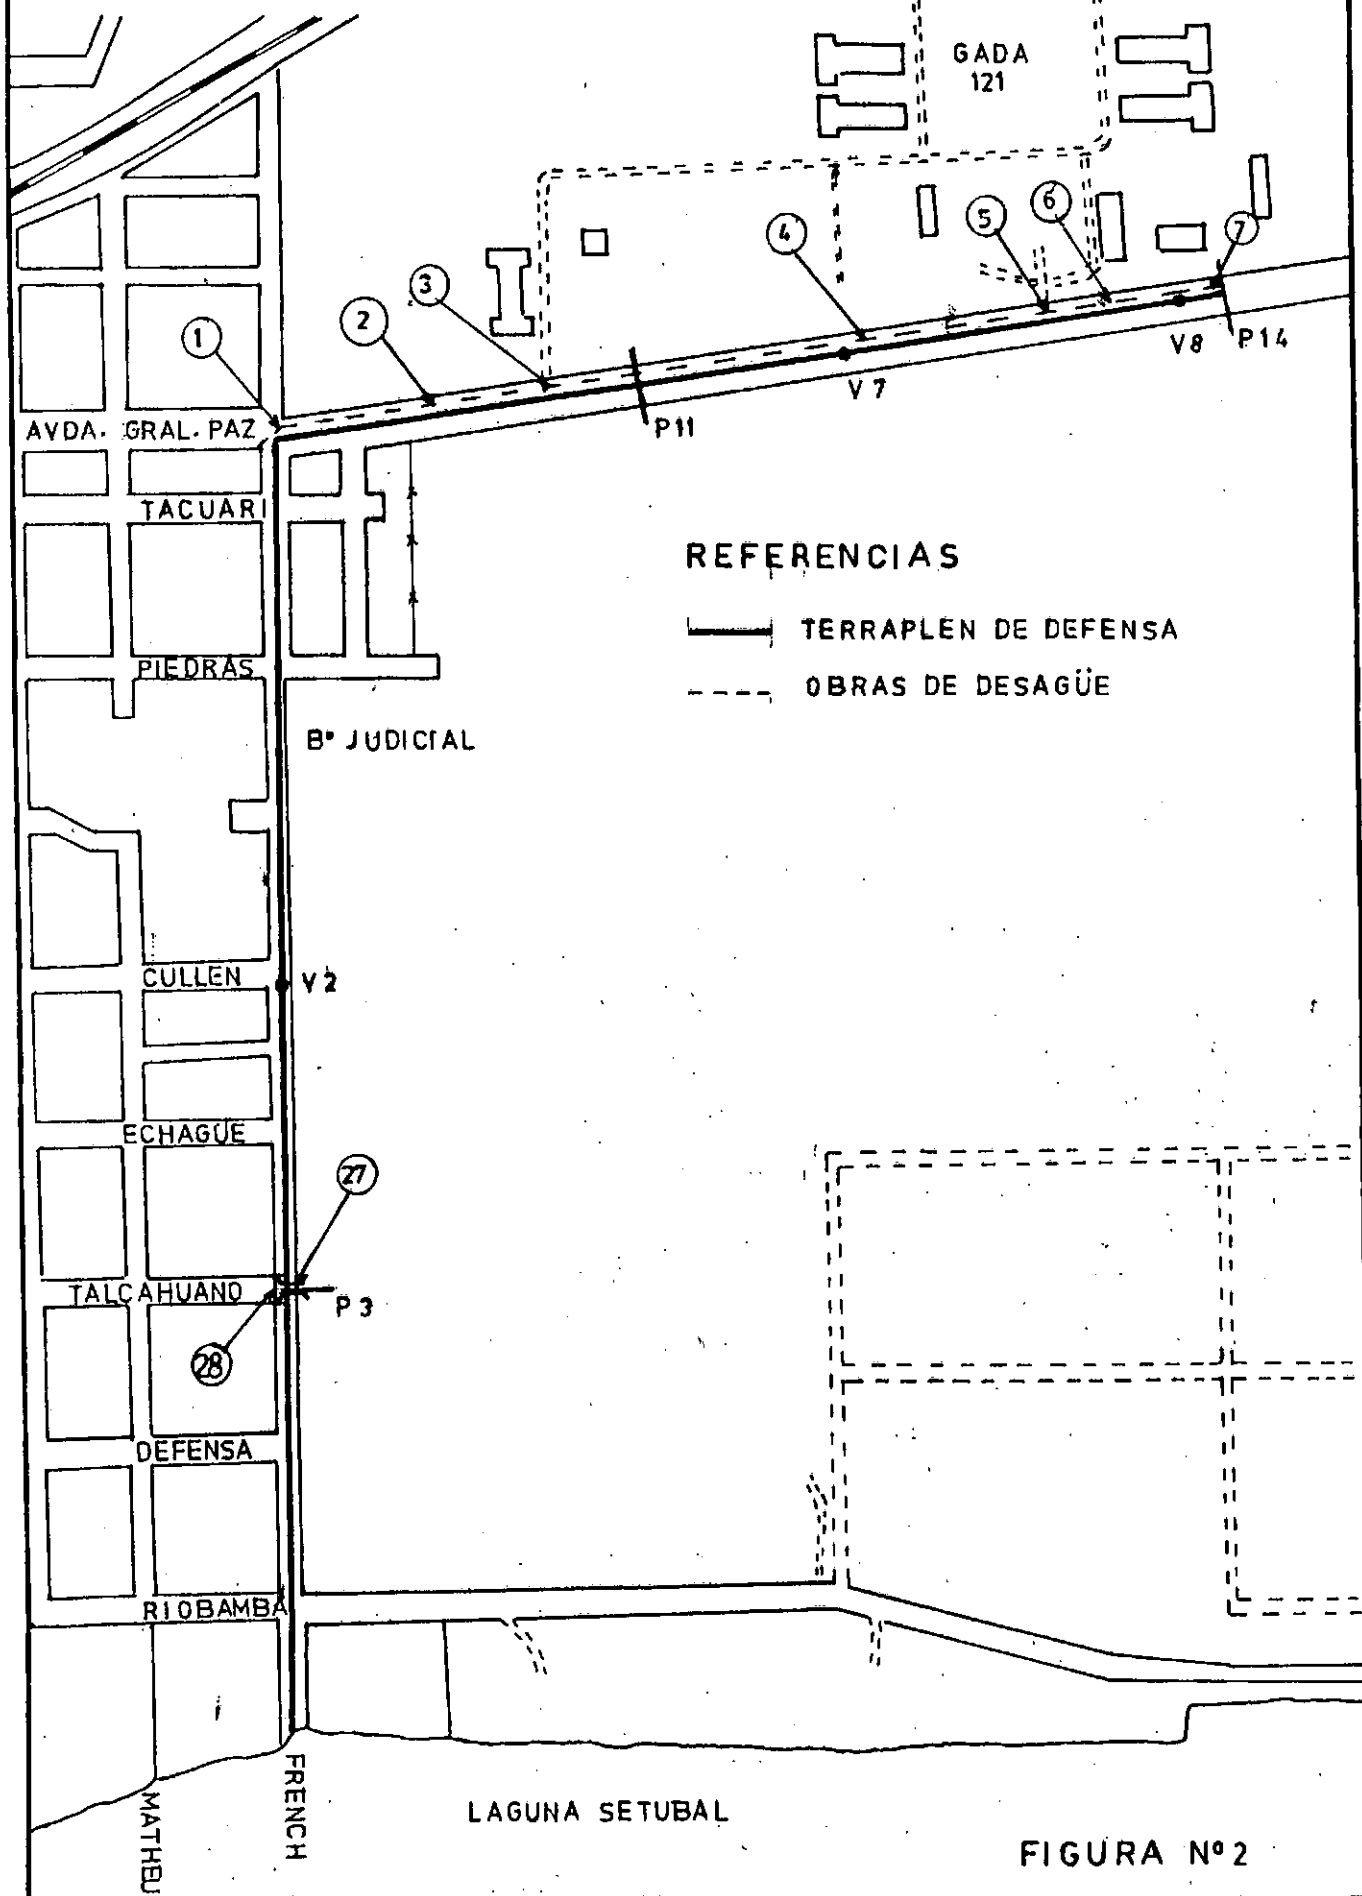 GADA
121
6
5
7
4
3
2
1
V8
P14
V7
P11
AVDA. GRAL. PAZ
TACUARI
REFERENCIAS
TERRAPLEN DE DEFENSA
PIEDRAS
OBRAS DE DESAGÜE
Bº JUDICIAL
CULLEN
V2
ECHAGÜE
27
TALCAHUANO
P3
28
DEFENSA
RIOBAMBA
FRENCH
MATHEU
LAGUNA SETUBAL
FIGURA Nº2